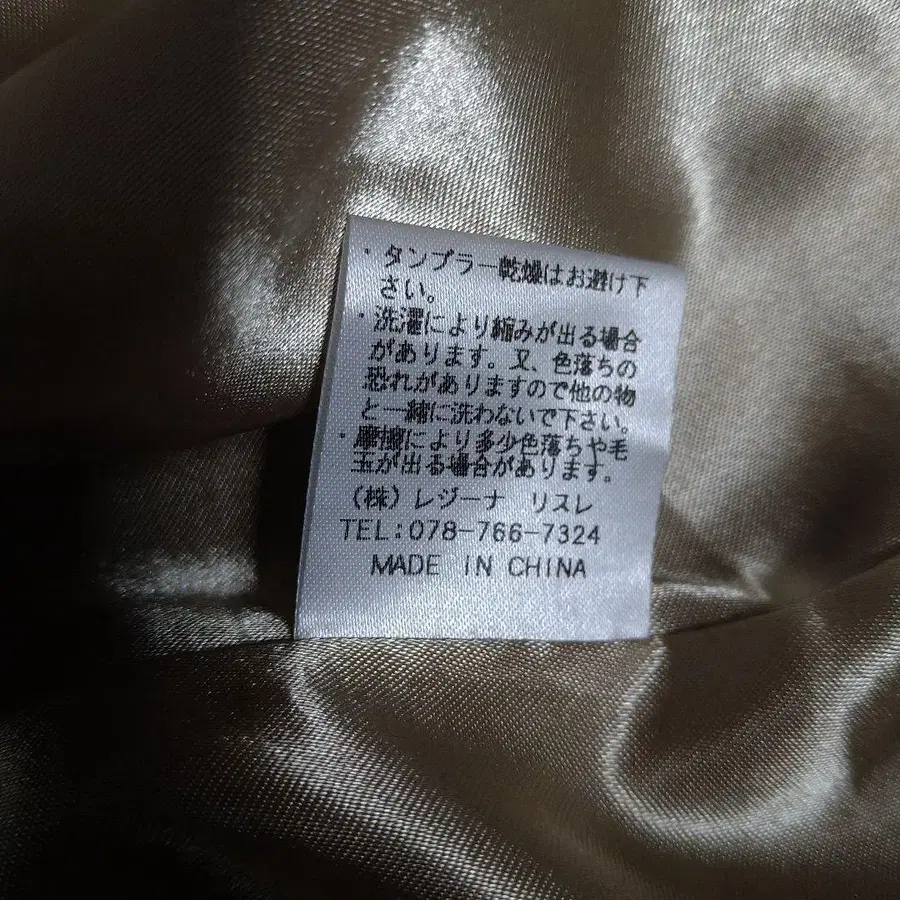 ・タンブラー乾燥はお避け下
さい。
・洗濯により縮みが出る場合
があります。又、色落ちの
恐れがありますので他の物
と一緒に洗わないで下さい。
・摩擦により多少色落ちや毛
玉が出る場合があります。
(株)レジーナ リスレ
TEL:078-766-7324
MADE IN CHINA